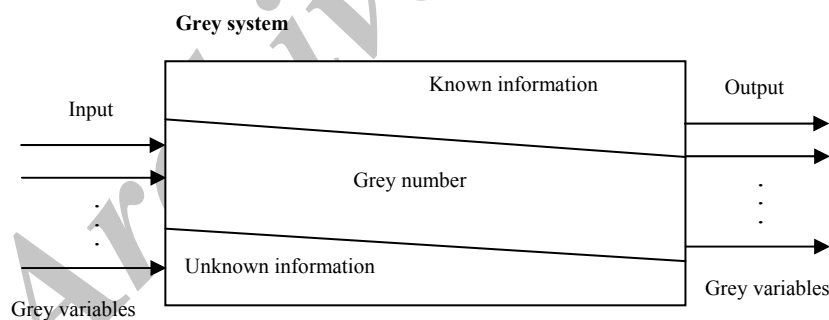 Grey system
Known information
Input
Output
Grey number
Unknown information
Grey variables
Grey variables